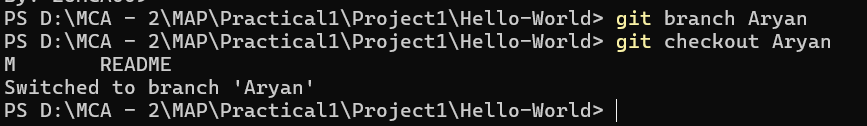 PS D:\MCA - 2\MAP\Practical1\Project1\Hello-World> git branch Aryan
PS D:\MCA - 2\MAP\Practical1\Project1\Hello-World> git checkout Aryan
M       README
Switched to branch 'Aryan'
PS D:\MCA - 2\MAP\Practical1\Project1\Hello-World>